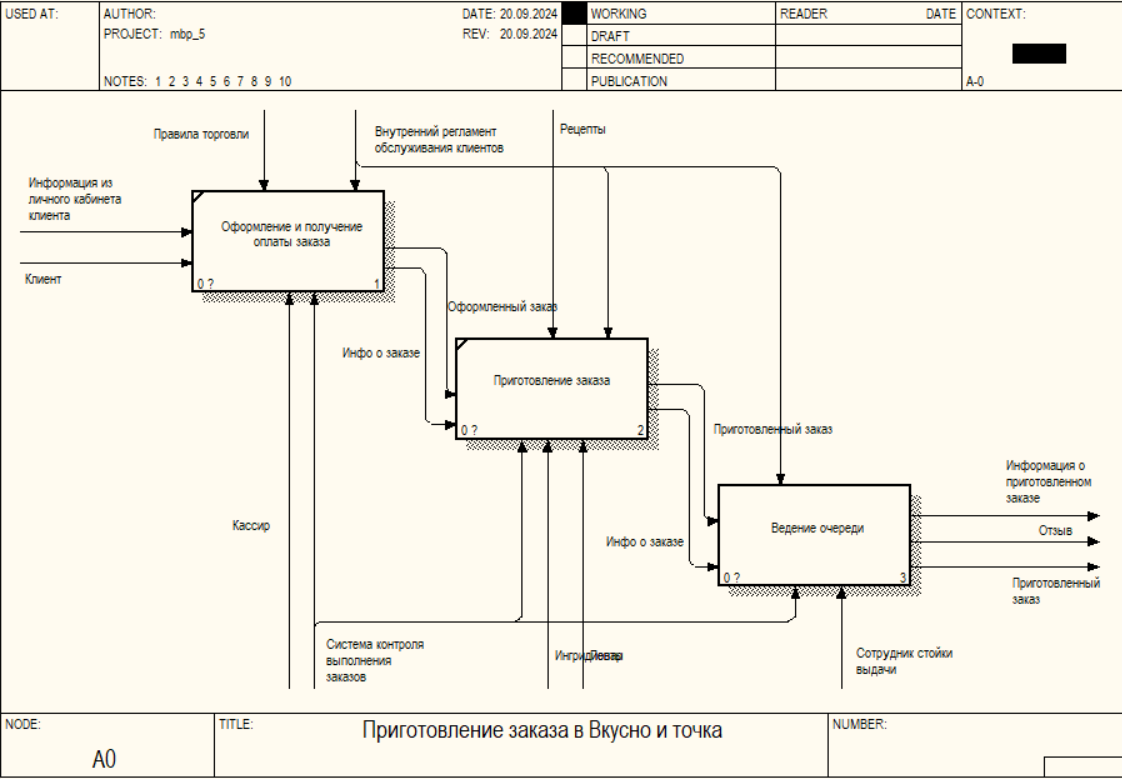 USED AT:
AUTHOR:
DATE: 20.09.2024
WORKING
READER
DATE
CONTEXT:
PROJECT: mbp_5
REV: 20.09.2024
DRAFT
RECOMMENDED
NOTES: 1 2 3 4 5 6 7 8 9 10
PUBLICATION
A-0
Правила торговли
Внутренний регламент
обслуживания клиентов
Рецепты
Информация из
личного кабинета
клиента
Оформление и получение
оплаты заказа
0 ?
1
Клиент
Оформленный заказ
Инфо о заказе
Приготовление заказа
0 ?
2
Приготовленный заказ
Информация о
приготовленном
заказе
Кассир
Инфо о заказе
Ведение очереди
Отзыв
0 ?
3
Приготовленный
заказ
Система контроля
выполнения
заказов
Сотрудник стойки
выдачи
NODE:
TITLE:
Приготовление заказа в Вкусно и точка
NUMBER:
A0